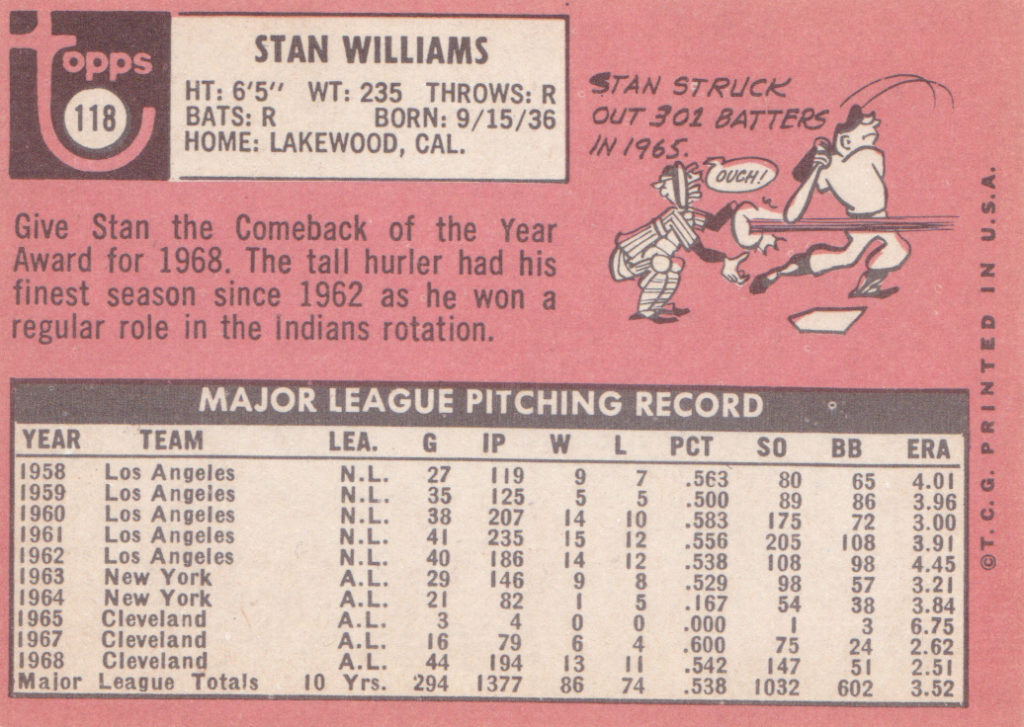 topps
118
STAN WILLIAMS
HT: 6'5" WT: 235 THROWS: R
BATS: R BORN: 9/15/36
HOME: LAKEWOOD, CAL.
STAN STRUCK
OUT 301 BATTERS
IN 1965.
OUCH!
Give Stan the Comeback of the Year
Award for 1968. The tall hurler had his
finest season since 1962 as he won a
regular role in the Indians rotation.
MAJOR LEAGUE PITCHING RECORD
YEAR TEAM LEA. G IP W L PCT SO BB ERA
1958 Los Angeles N.L. 27 119 9 7 .563 80 65 4.01
1959 Los Angeles N.L. 35 125 5 5 .500 89 86 3.96
1960 Los Angeles N.L. 38 207 14 10 .583 175 72 3.00
1961 Los Angeles N.L. 41 235 15 12 .556 205 108 3.91
1962 Los Angeles N.L. 40 186 14 12 .538 108 98 4.45
1963 New York A.L. 29 146 9 8 .529 98 57 3.21
1964 New York A.L. 21 82 1 5 .167 54 38 3.84
1965 Cleveland A.L. 3 4 0 0 .000 1 3 6.75
1967 Cleveland A.L. 16 79 6 4 .600 75 24 2.62
1968 Cleveland A.L. 44 194 13 11 .542 147 51 2.51
Major League Totals 10 Yrs. 294 1377 86 74 .538 1032 602 3.52
©T. C. G. PRINTED IN U.S.A.